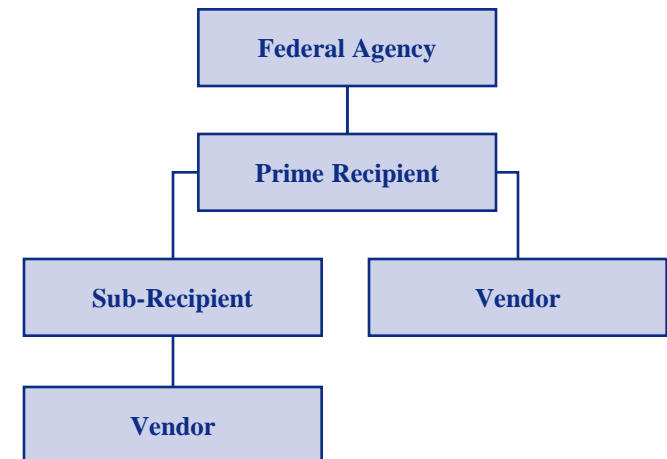 Federal Agency
Prime Recipient
Sub-Recipient
Vendor
Vendor